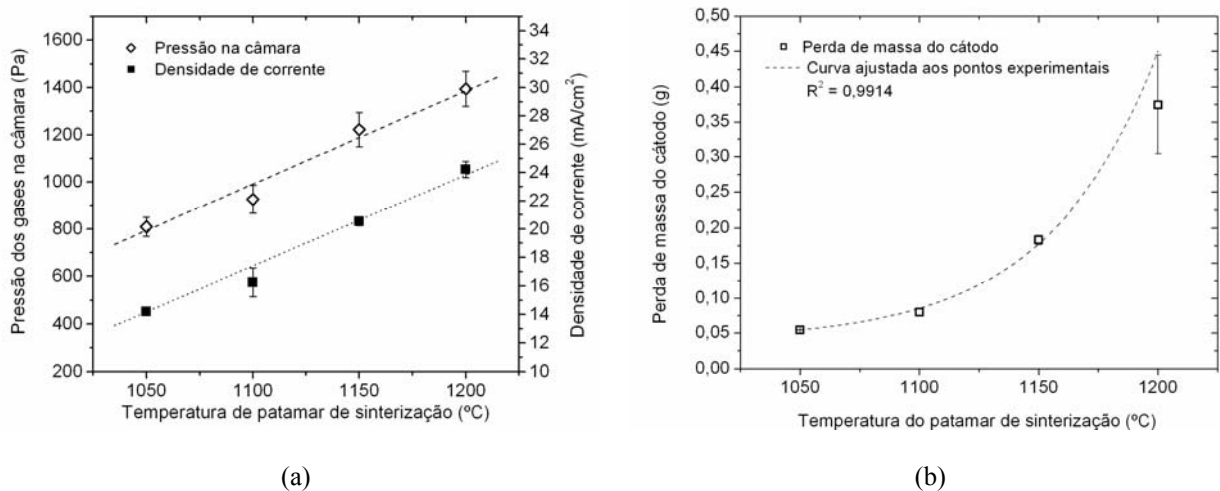 1600
1400
1200
1000
800
600
400
200
Pressão dos gases na câmara (Pa)
Pressão na câmara
Densidade de corrente
34
32
30
28
26
24
22
20
18
16
14
12
10
Densidade de corrente (mA/cm²)
1050 1100 1150 1200
Temperatura de patamar de sinterização (ºC)
(a)
0,50
0,45
0,40
0,35
0,30
0,25
0,20
0,15
0,10
0,05
0,00
Perda de massa do cátodo (g)
Perda de massa do cátodo
Curva ajustada aos pontos experimentais
R² = 0,9914
1050 1100 1150 1200
Temperatura do patamar de sinterização (ºC)
(b)